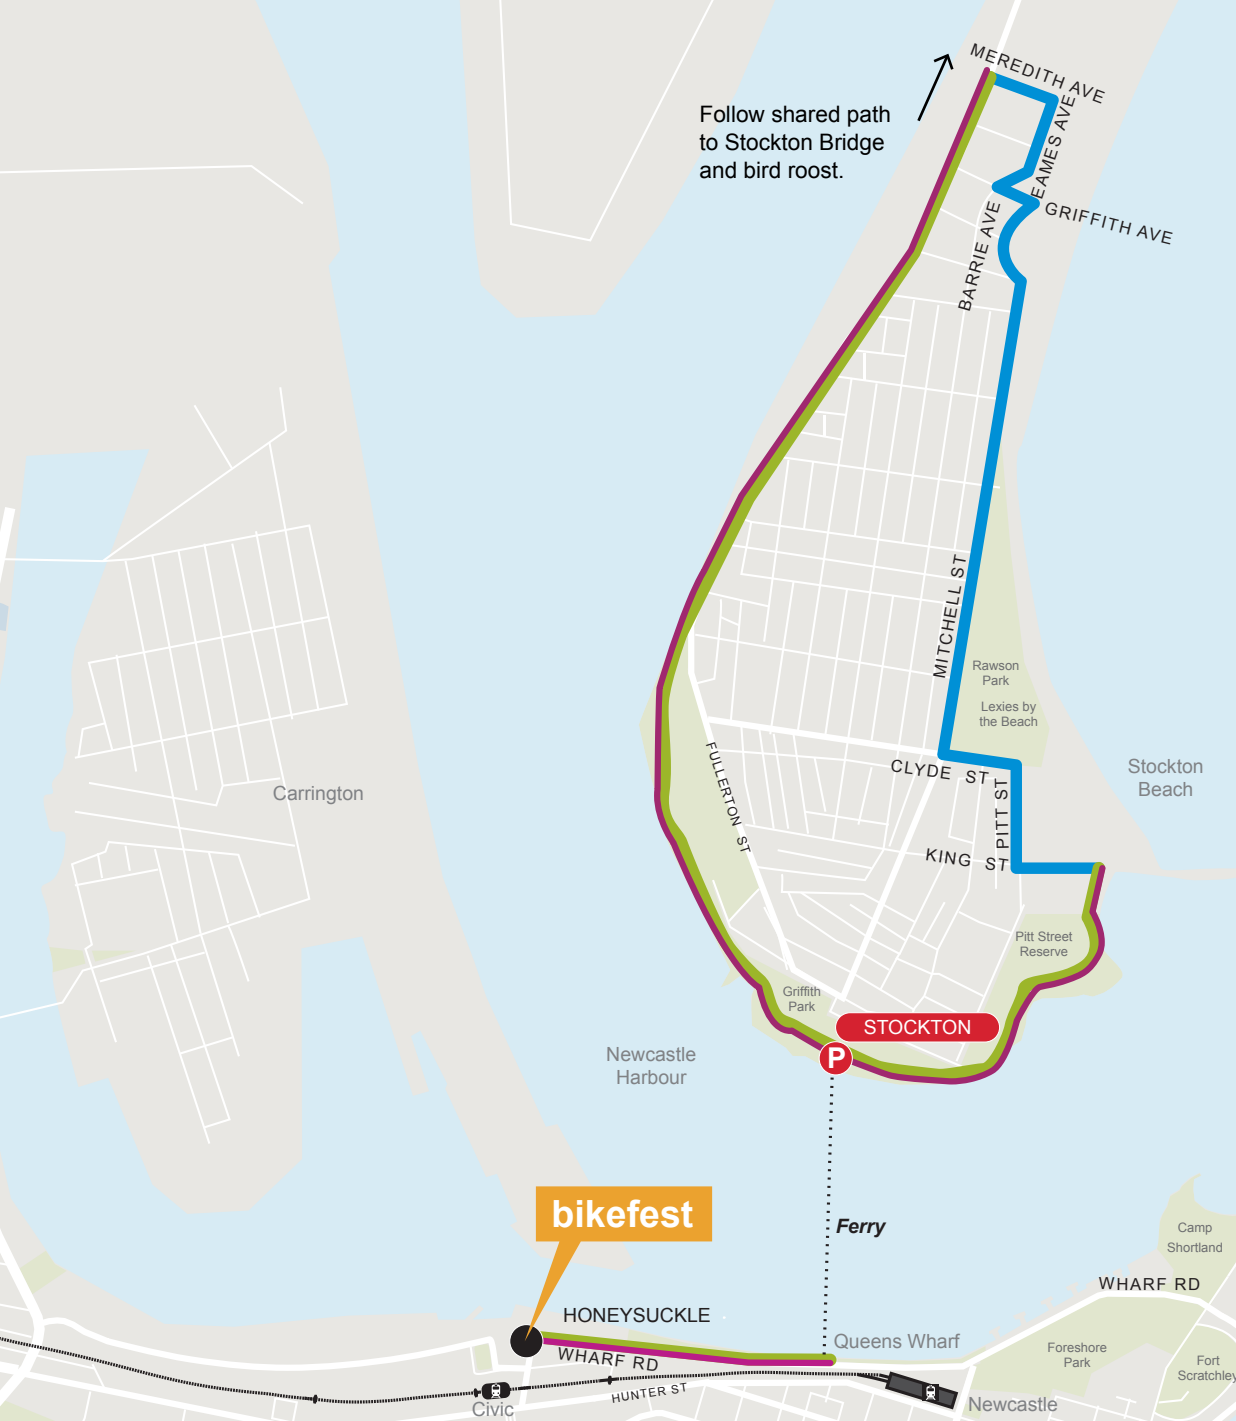 MEREDITH AVE
Follow shared path
to Stockton Bridge
and bird roost.
EAMES AVE
GRIFFITH AVE
BARRIE AVE
MITCHELL ST
Rawson
Park
Lexies by
the Beach
FULLERTON ST
CLYDE ST
Stockton
Beach
Carrington
PITT ST
KING ST
Pitt Street
Reserve
Griffith
Park
STOCKTON
P
Newcastle
Harbour
bikefest
Ferry
Camp
Shortland
WHARF RD
HONEYSUCKLE
Queens Wharf
WHARF RD
Foreshore
Park
Fort
Scratchley
HUNTER ST
Civic
Newcastle